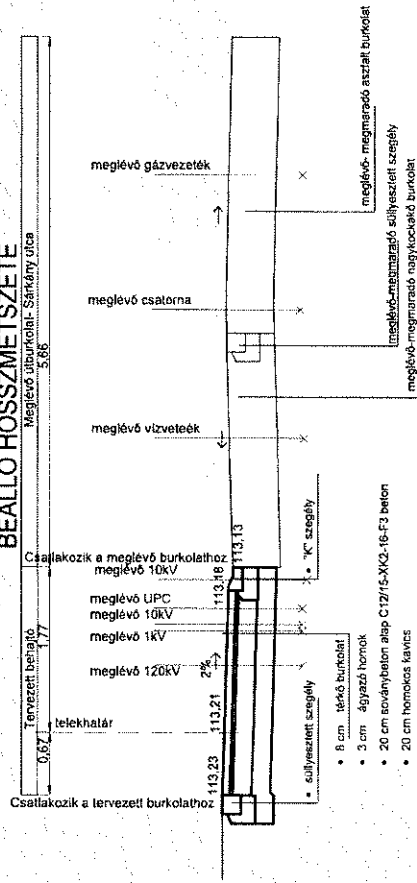 BEÁLLÓ HOSSZMETSZETE
Tervezett behajtó
Meglévő útburkolat- Sárkány utca
0,67
1,77
5,66
telekhatár
Csatlakozik a tervezett burkolathoz
Csatlakozik a meglévő burkolathoz
meglévő 120kV
meglévő 1kV
meglévő 10kV
meglévő UPC
meglévő 10kV
meglévő vízveteék
meglévő csatorna
meglévő gázvezeték
113,23
113,21
2%
113,18
113,13
• süllyesztett szegély
• "K" szegély
• 8 cm térkő burkolat
• 3 cm ágyazó homok
• 20 cm soványbeton alap C12/15-XK2-16-F3 beton
• 20 cm homokos kavics
meglévő- megmaradó aszfalt burkolat
meglévő-megmaradó süllyesztett szegély
meglévő-megmaradó nagykockakő burkolat